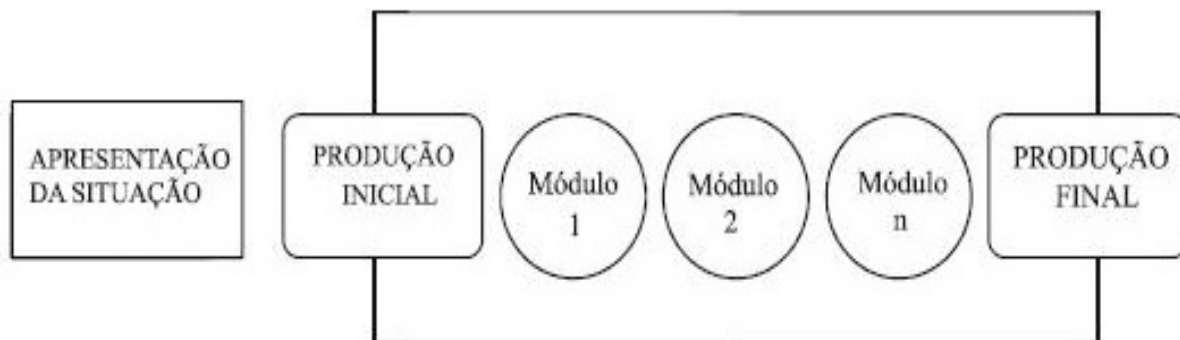 APRESENTAÇÃO
DA SITUAÇÃO
PRODUÇÃO
INICIAL
Módulo
1
Módulo
2
Módulo
n
PRODUÇÃO
FINAL